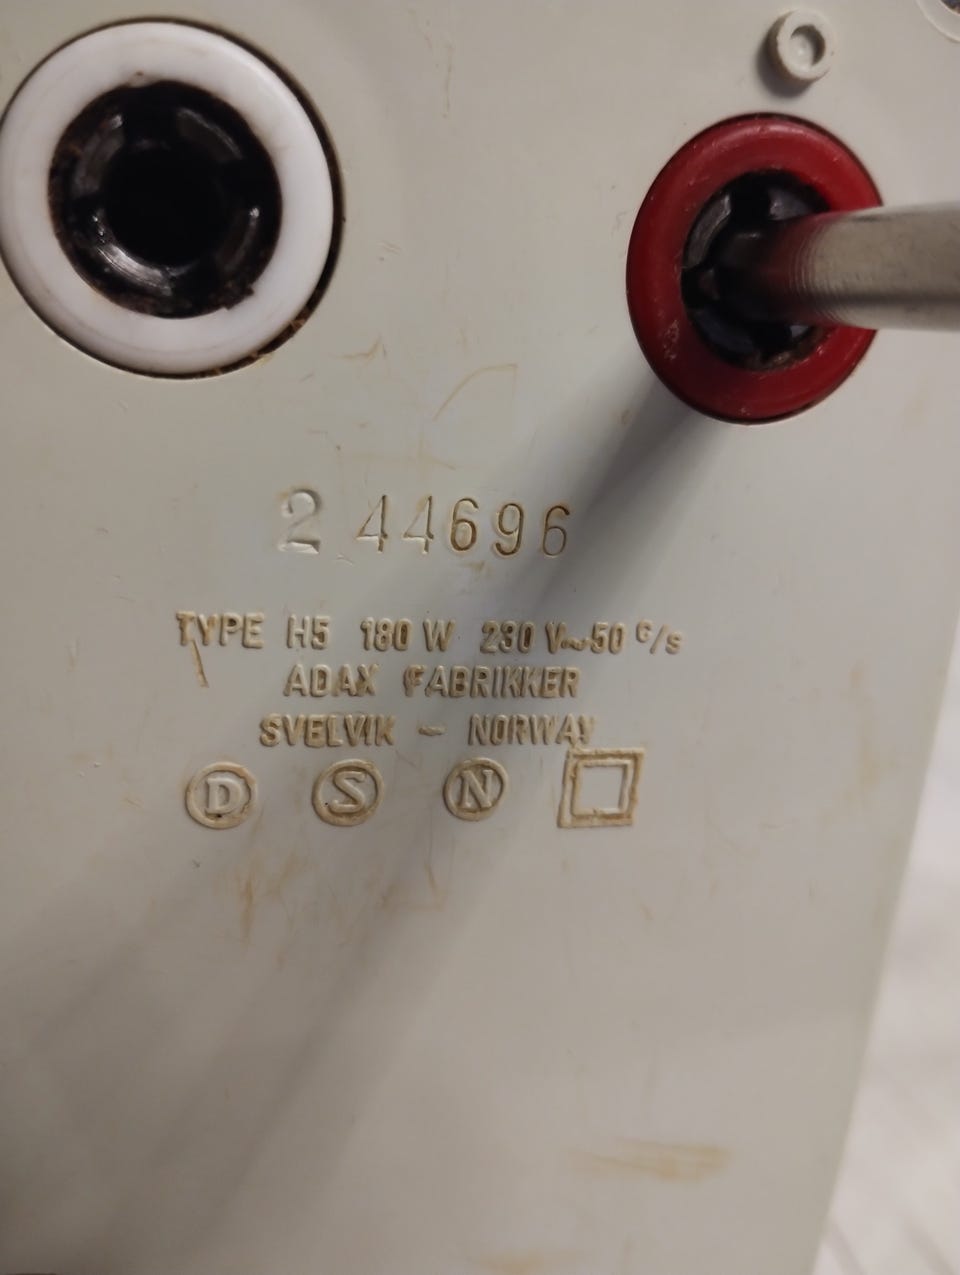 2 44696
TYPE H5 180 W 230 V~50 c/s
ADAX FABRIKKER
SVELVIK - NORWAY
D S N